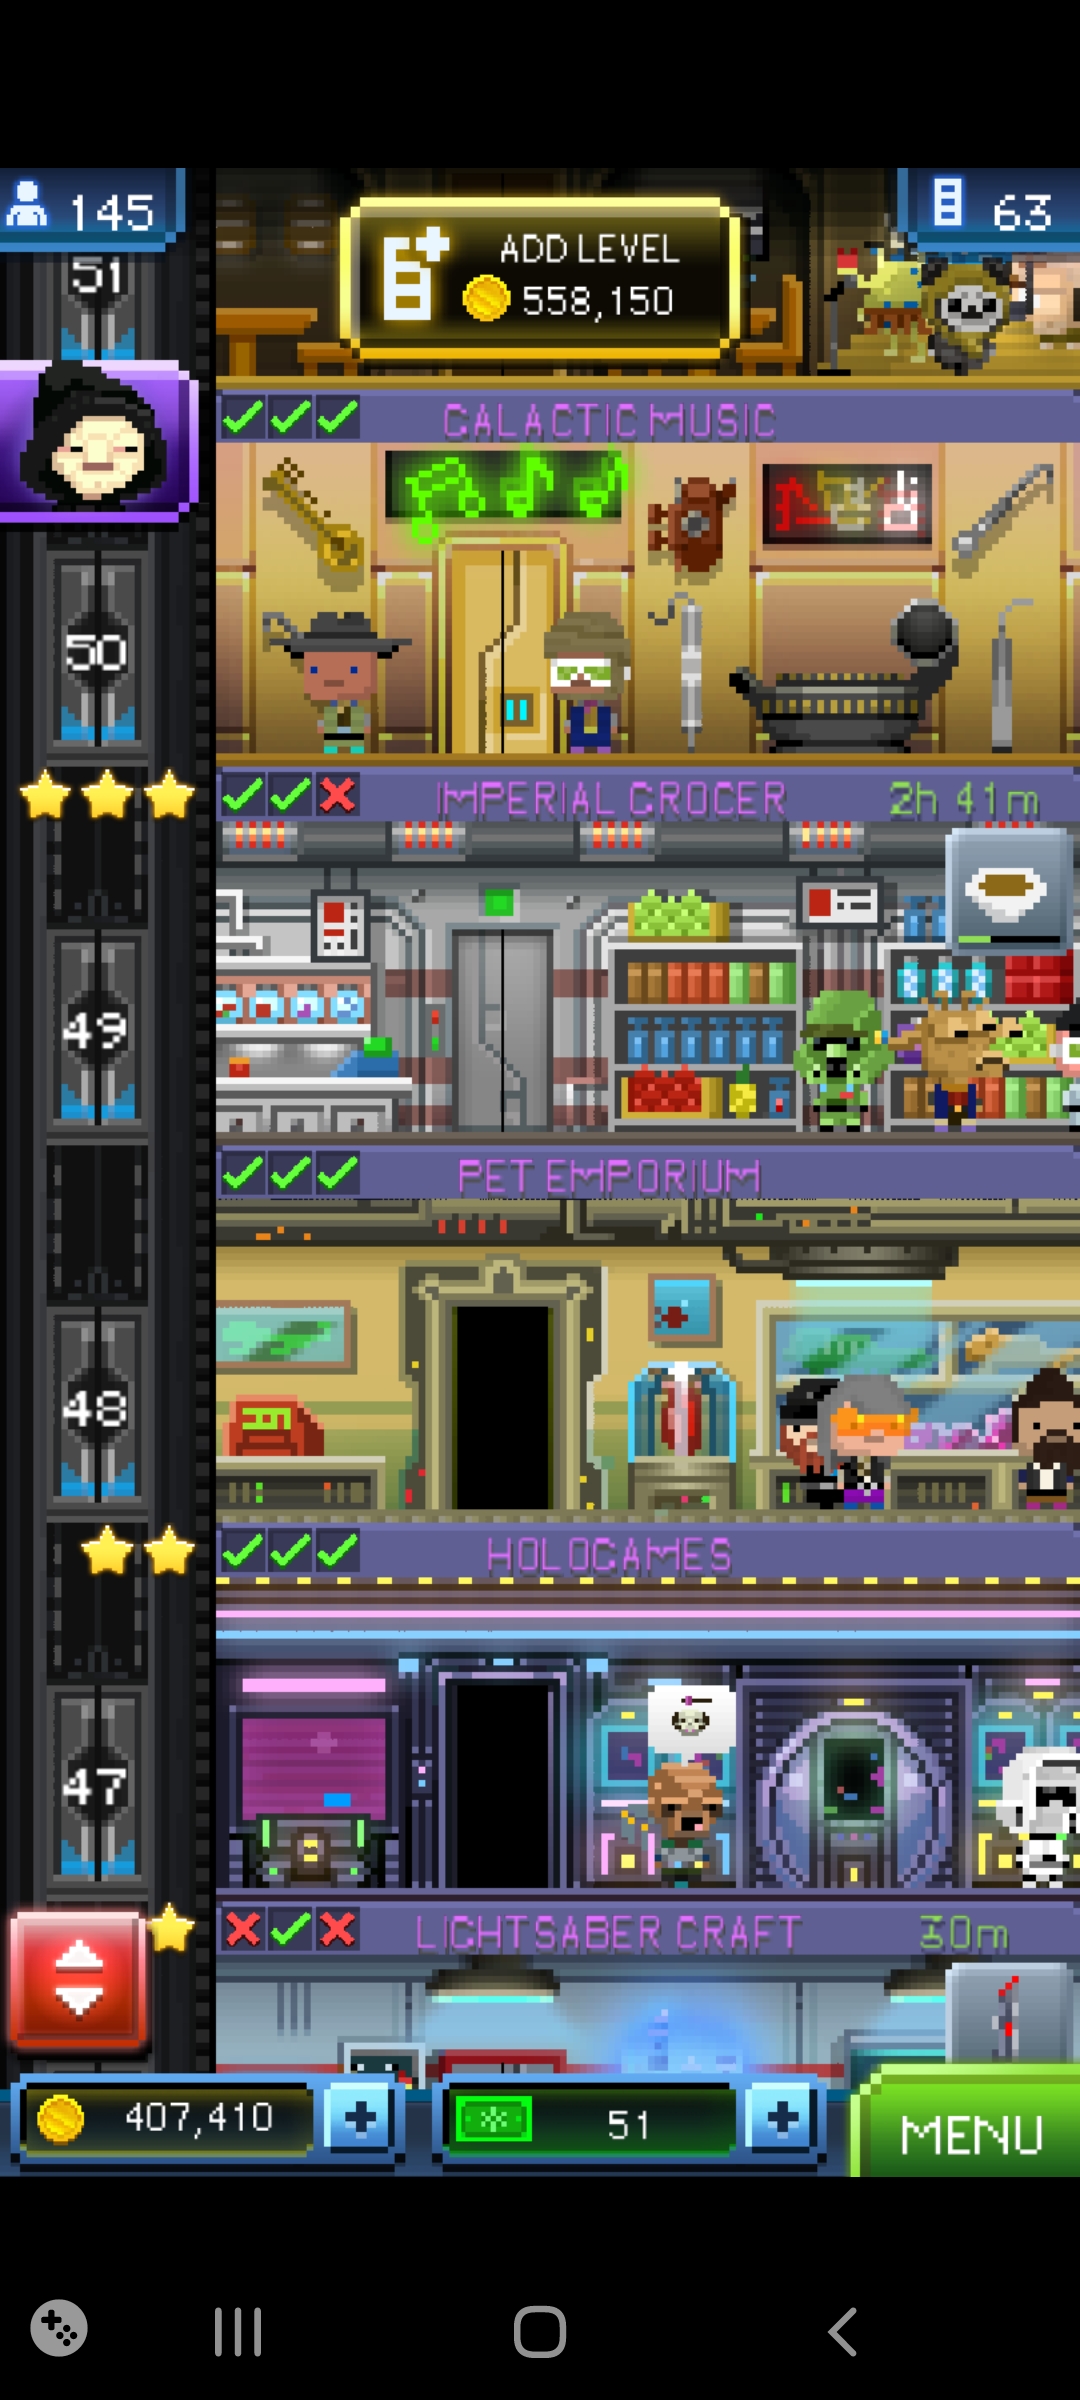 145
ADD LEVEL
558,150
63
51
GALACTIC MUSIC
50
IMPERIAL GROCER
2h 41m
49
PET EMPORIUM
48
HOLOGAMES
47
LIGHTSABER CRAFT
30m
407,410
51
MENU